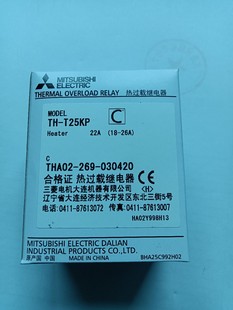 MITSUBISHI
ELECTRIC
THERMAL OVERLOAD RELAY 热过载继电器
MODEL
TH-T25KP
C
Heater 22A (18-26A)
C
THA02-269-030420
合格证 热过载继电器
三菱电机大连机器有限公司
辽宁省大连经济技术开发区东北三街5号
电话:0411-87613072 传真:0411-87613007
HA02Y998H13
MITSUBISHI ELECTRIC DALIAN
INDUSTRIAL PRODUCTS CO., LTD.
原产国 中国 MADE IN CHINA BHA25C992H02